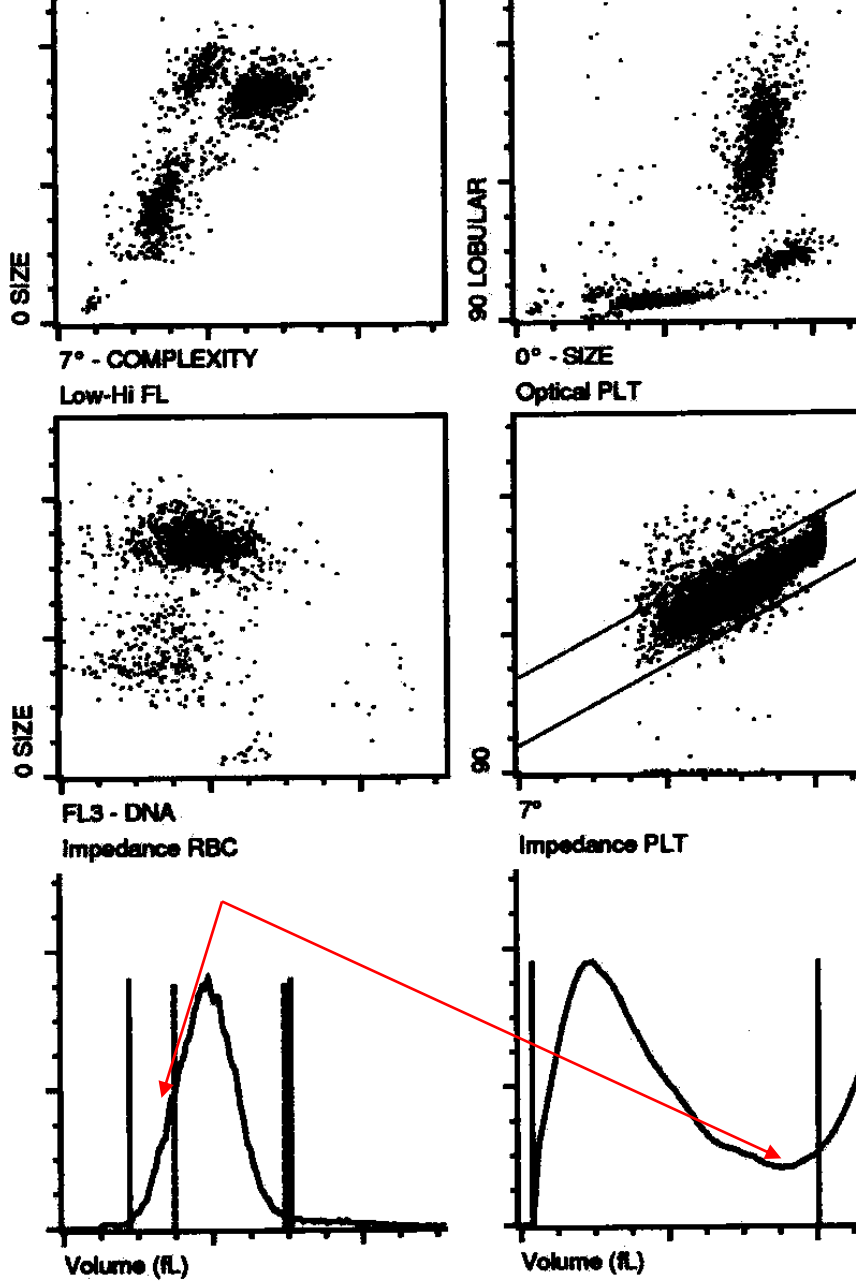 0 SIZE
90 LOBULAR
7° - COMPLEXITY
0° - SIZE
Low-Hi FL
Optical PLT
0 SIZE
90
FL3 - DNA
7°
Impedance RBC
Impedance PLT
Volume (fL)
Volume (fL)